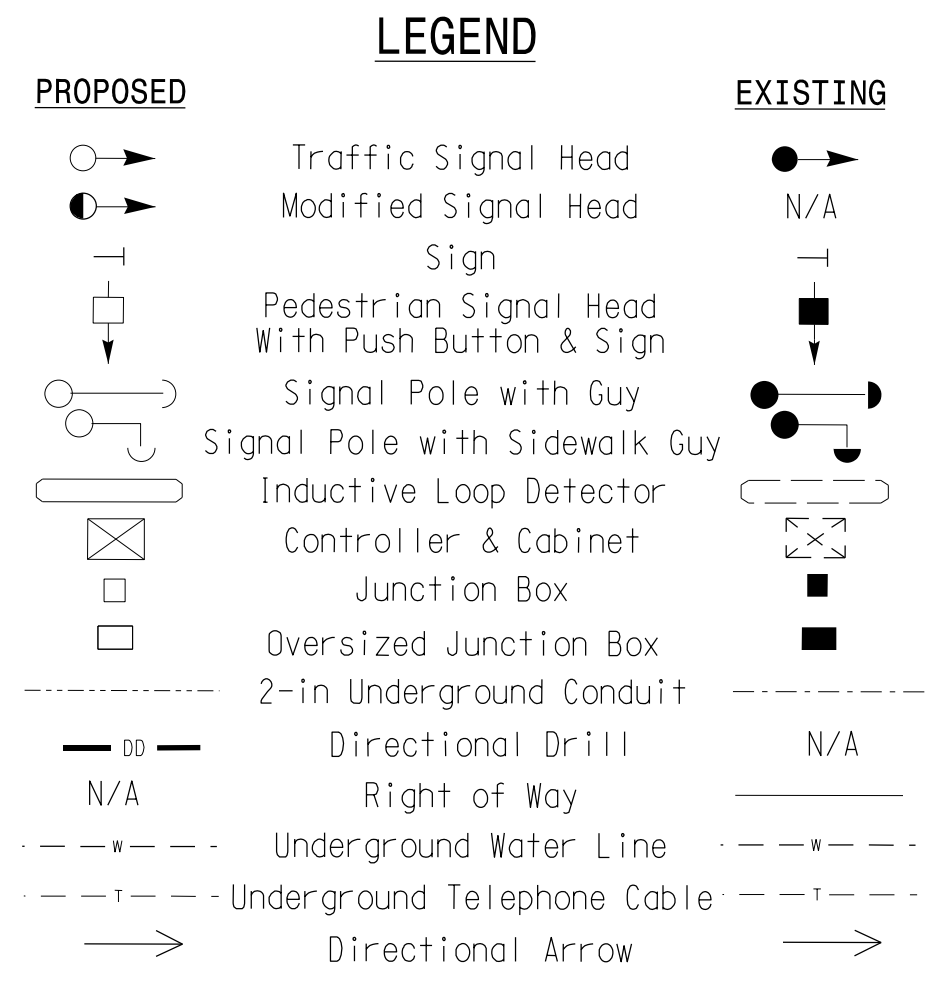 LEGEND
PROPOSED EXISTING
Traffic Signal Head
Modified Signal Head N/A
Sign
Pedestrian Signal Head
With Push Button & Sign
Signal Pole with Guy
Signal Pole with Sidewalk Guy
Inductive Loop Detector
Controller & Cabinet
Junction Box
Oversized Junction Box
2-in Underground Conduit
DD Directional Drill N/A
N/A Right of Way
W Underground Water Line W
T Underground Telephone Cable T
Directional Arrow